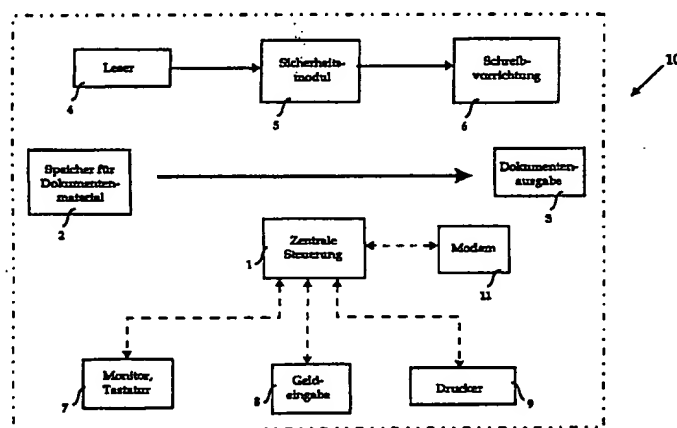 10
Leser
4
Sicherheits-
modul
5
Schreib-
vorrichtung
6
Speicher für
Dokumenten-
material
2
Dokumenten-
ausgabe
3
Zentrale
Steuerung
1
Modem
11
Monitor,
Tastatur
7
Geld-
eingabe
8
Drucker
9